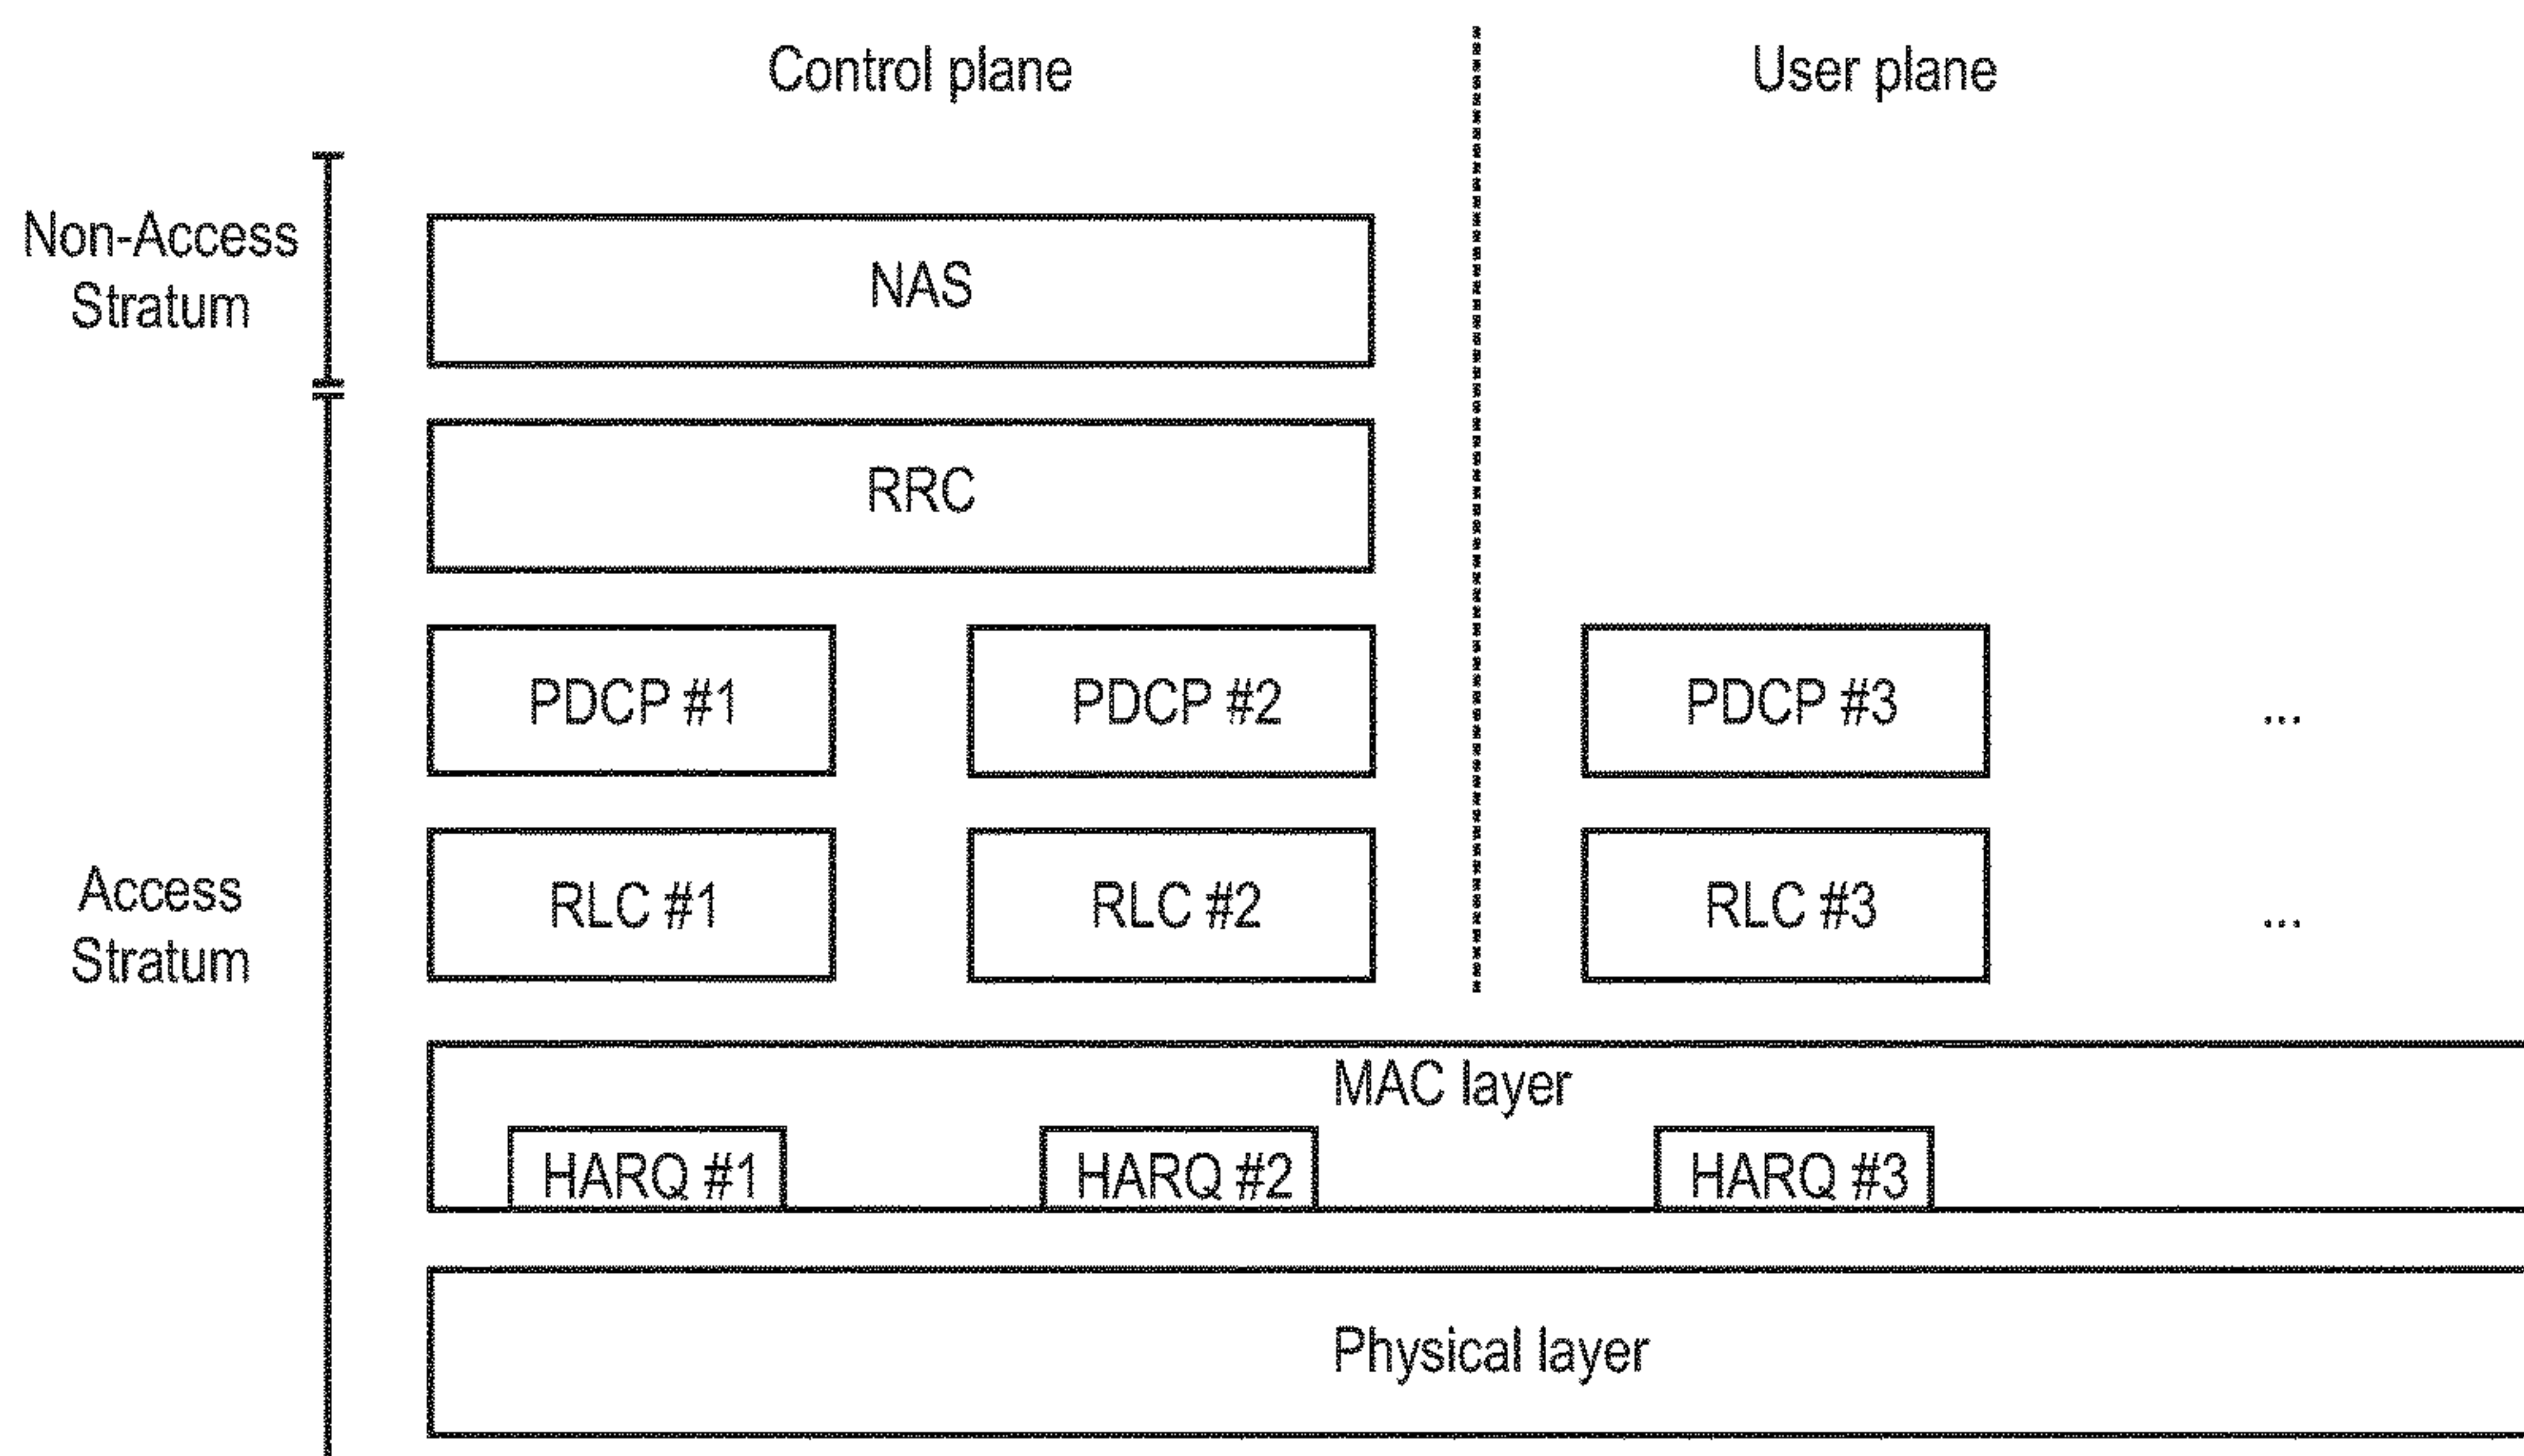 Control plane
User plane
Non-Access
Stratum
NAS
RRC
PDCP #1
PDCP #2
PDCP #3
...
Access
Stratum
RLC #1
RLC #2
RLC #3
...
MAC layer
HARQ #1
HARQ #2
HARQ #3
Physical layer